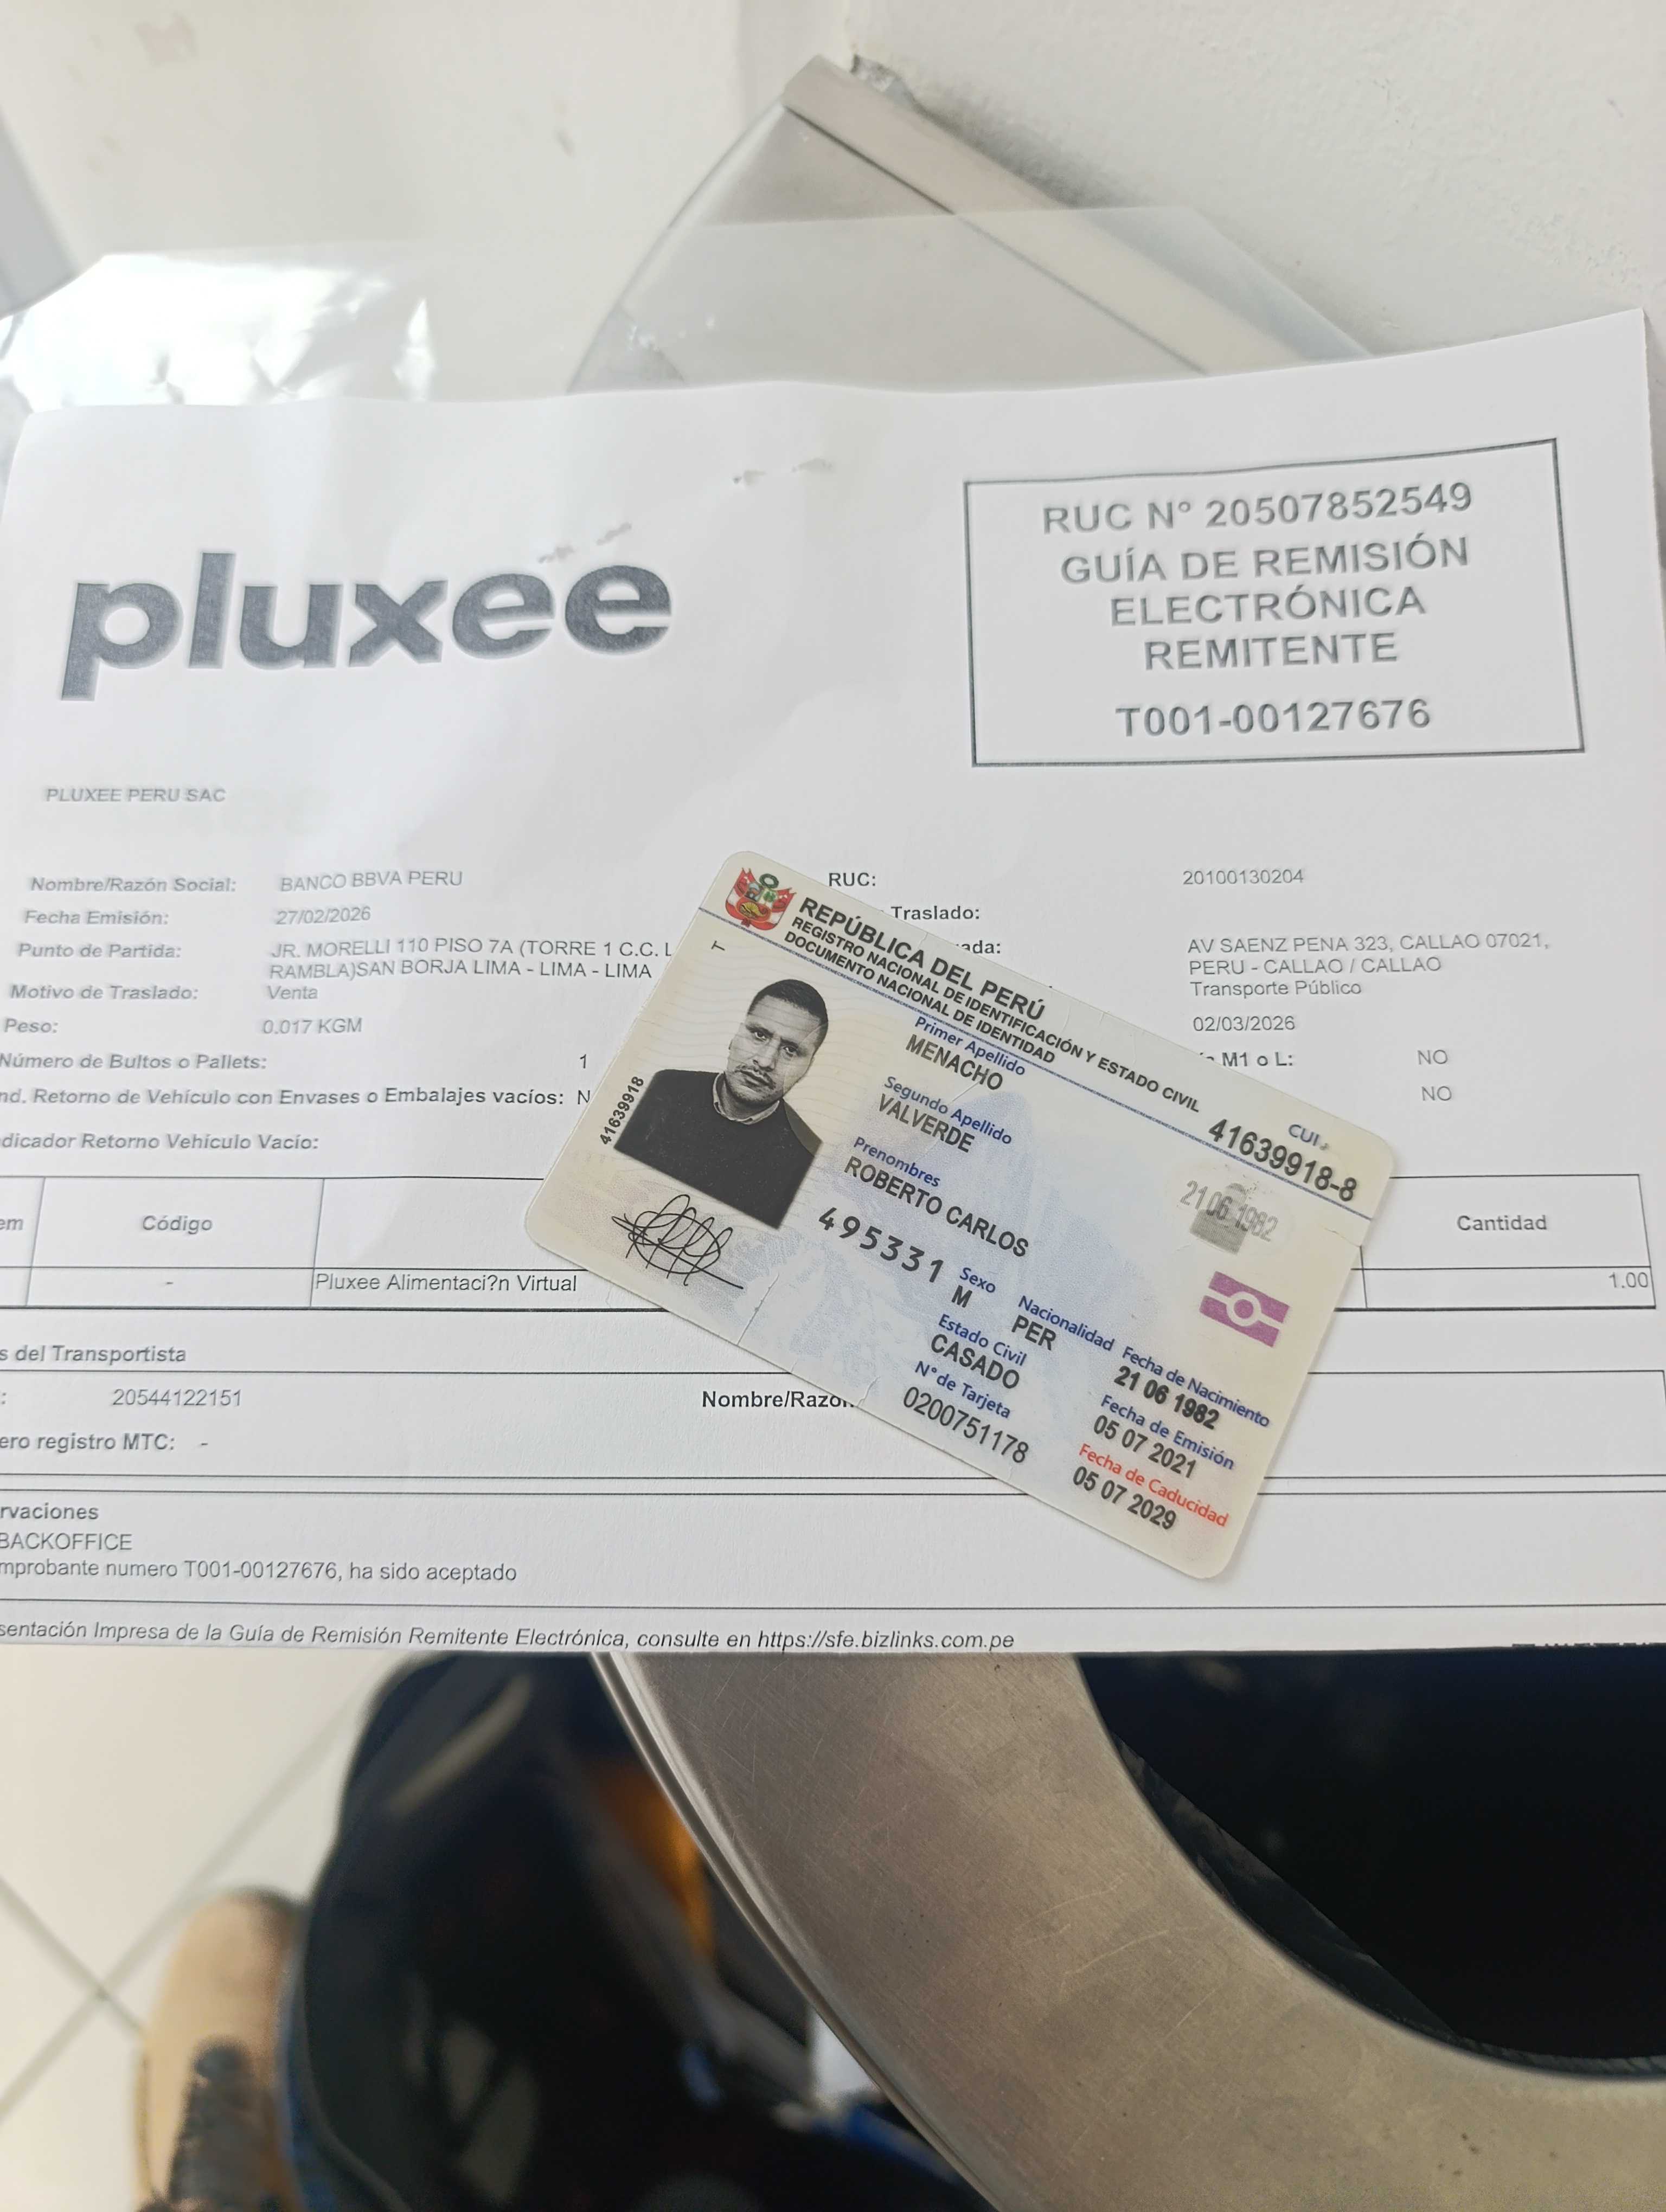 pluxee
RUC N° 20507852549
GUÍA DE REMISIÓN
ELECTRÓNICA
REMITENTE
T001-00127676
PLUXEE PERU SAC
Nombre/Razón Social: BANCO BBVA PERU
RUC: 20100130204
Fecha Emisión: 27/02/2026
Traslado:
Punto de Partida: JR. MORELLI 110 PISO 7A (TORRE 1 C.C. L
RAMBLA)SAN BORJA LIMA - LIMA - LIMA
ada: AV SAENZ PENA 323, CALLAO 07021,
PERU - CALLAO / CALLAO
Motivo de Traslado: Venta
Transporte Público
Peso: 0.017 KGM
02/03/2026
Número de Bultos o Pallets: 1
M1 o L: NO
nd. Retorno de Vehículo con Envases o Embalajes vacíos: N
NO
dicador Retorno Vehículo Vacío:
em Código Cantidad
- Pluxee Alimentaci?n Virtual 1.00
s del Transportista
: 20544122151
Nombre/Razó
ero registro MTC: -
rvaciones
BACKOFFICE
mprobante numero T001-00127676, ha sido aceptado
sentación Impresa de la Guía de Remisión Remitente Electrónica, consulte en https://sfe.bizlinks.com.pe
REPÚBLICA DEL PERÚ
REGISTRO NACIONAL DE IDENTIFICACIÓN Y ESTADO CIVIL
DOCUMENTO NACIONAL DE IDENTIDAD
CUI
41639918-8
T
41639918
Primer Apellido
MENACHO
Segundo Apellido
VALVERDE
Prenombres
ROBERTO CARLOS
21 06 1982
495331
Sexo
M
Nacionalidad
PER
Fecha de Nacimiento
21 06 1982
Estado Civil
CASADO
Fecha de Emisión
05 07 2021
N° de Tarjeta
0200751178
Fecha de Caducidad
05 07 2029